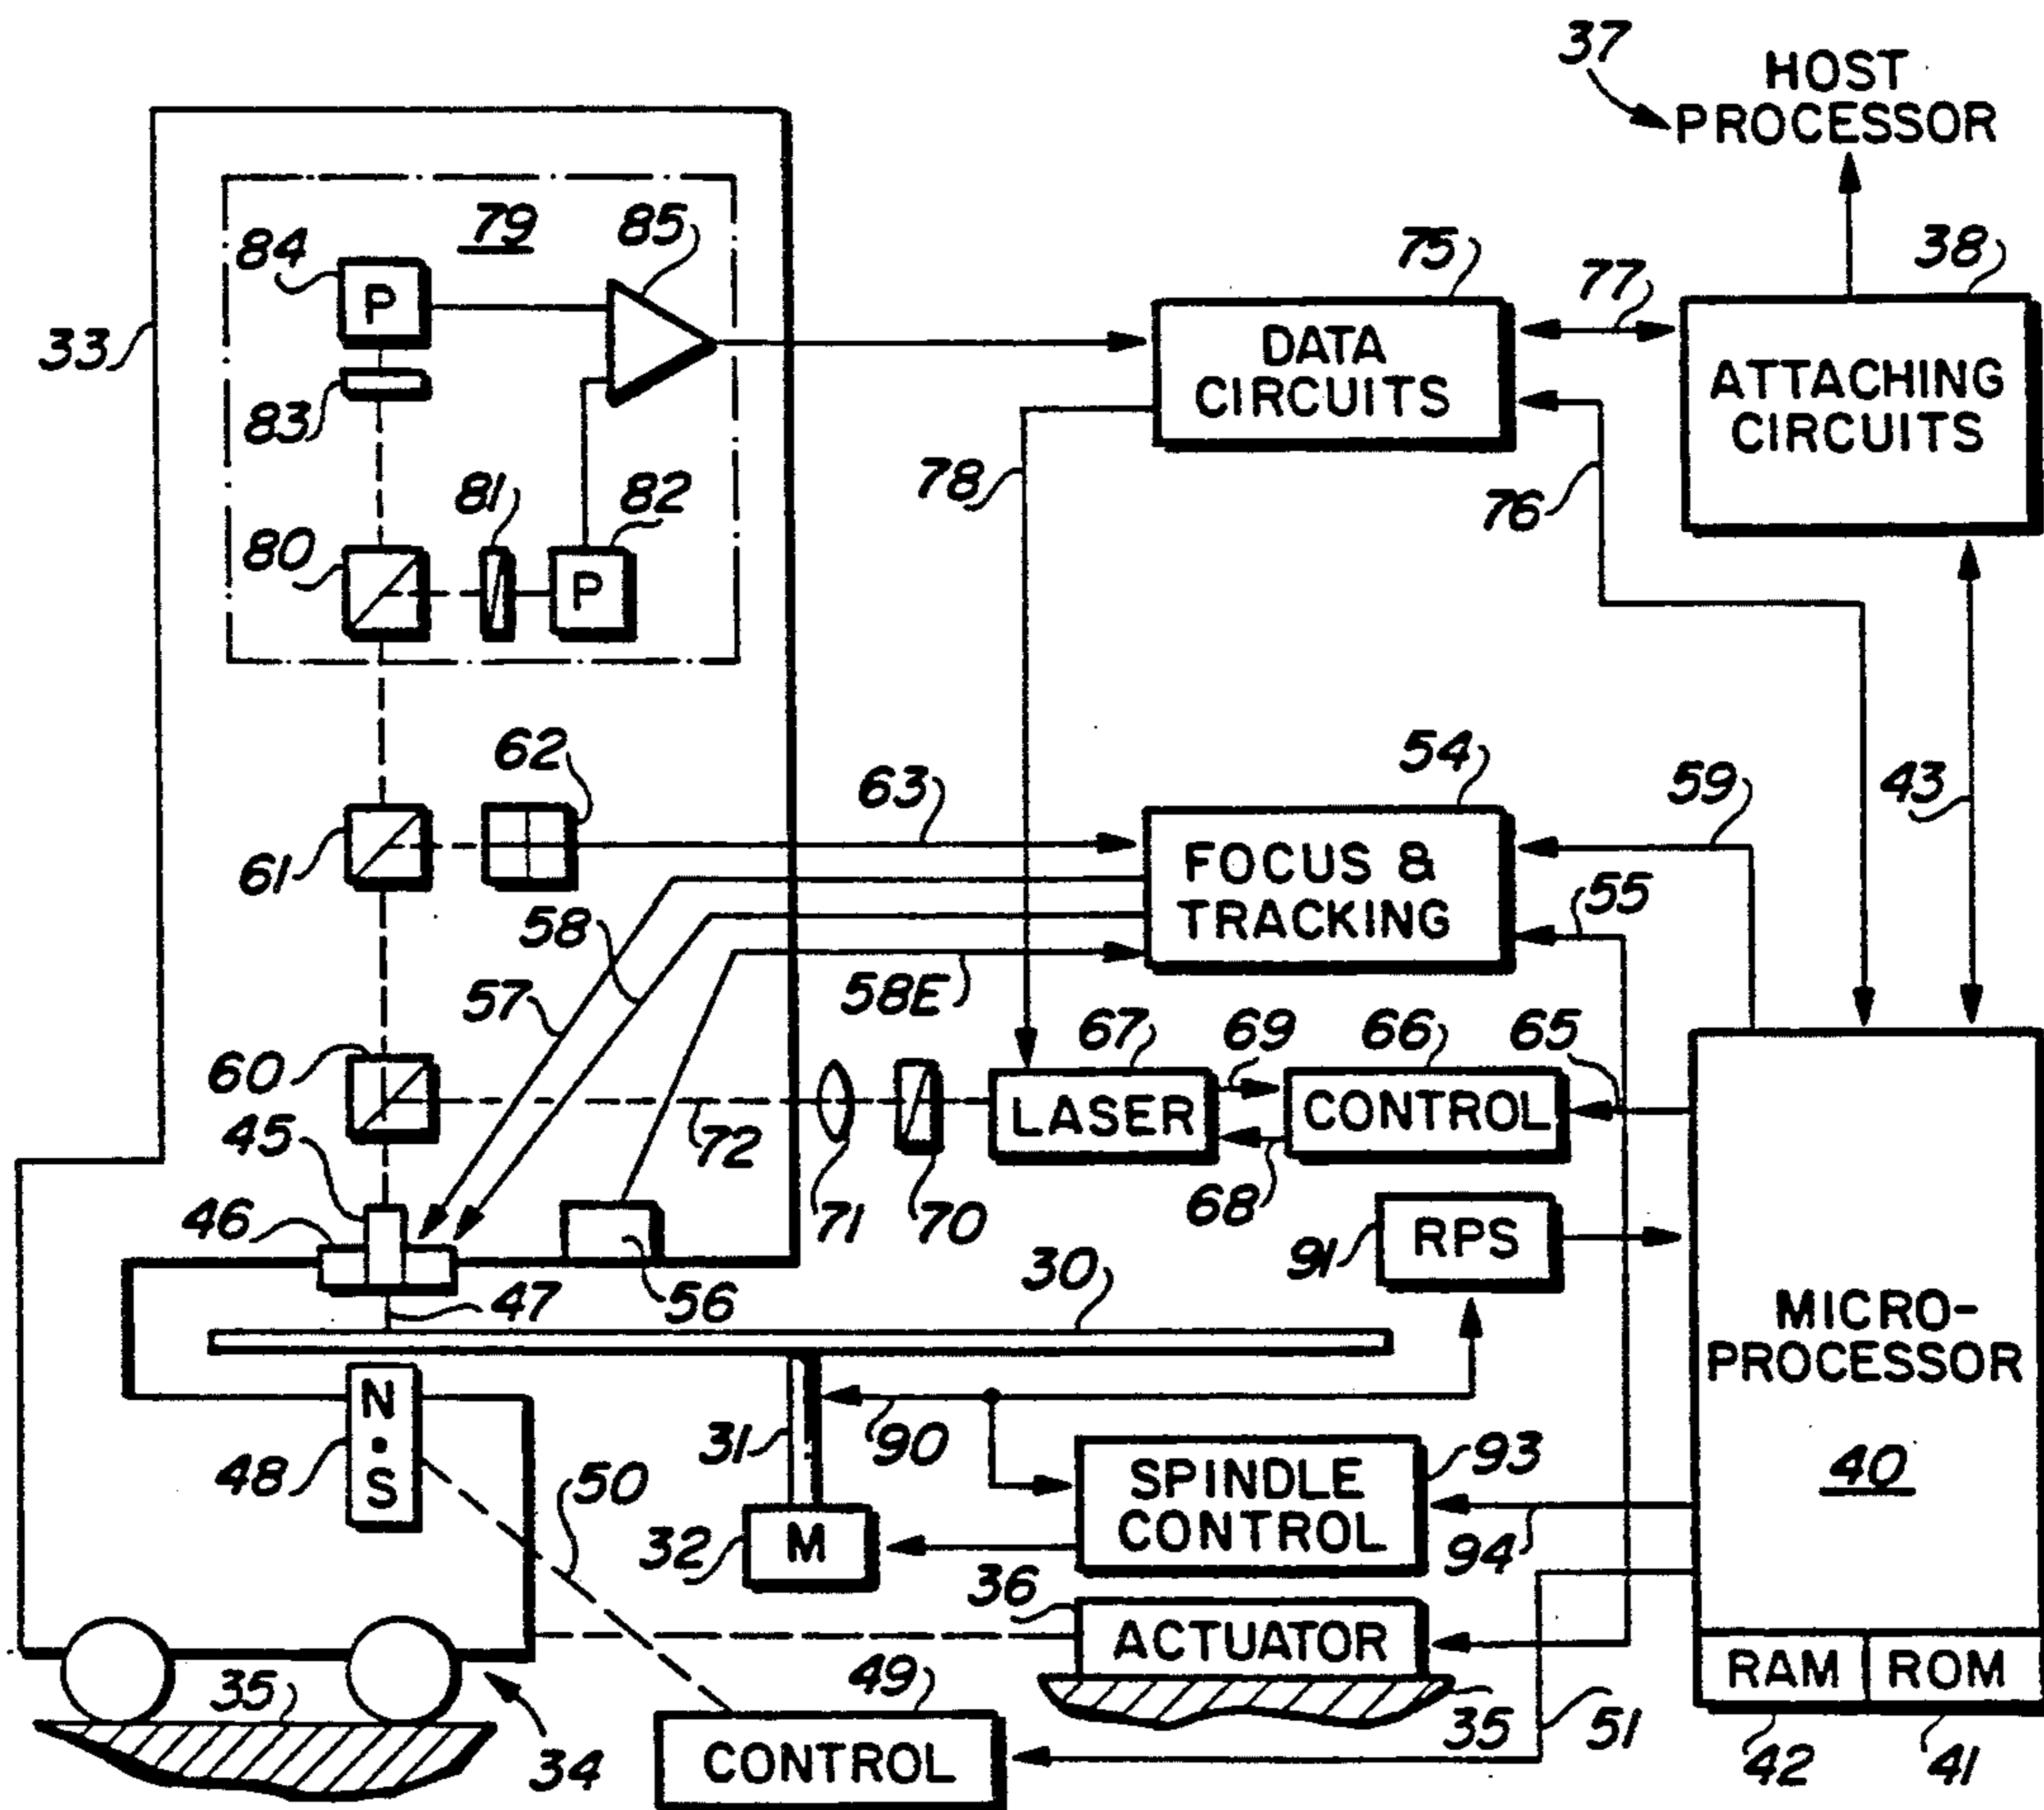 37
HOST
PROCESSOR
33
84
79
85
P
83
75
77
38
DATA
CIRCUITS
ATTACHING
CIRCUITS
78
76
81
82
80
P
62
63
54
59
43
61
FOCUS &
TRACKING
55
58
57
58E
67
69
66
65
60
LASER
CONTROL
45
72
71
70
68
46
91
RPS
47
56
30
MICRO-
PROCESSOR
40
N
S
48
31
90
50
SPINDLE
CONTROL
93
32
M
94
36
ACTUATOR
RAM
ROM
35
49
35
51
34
CONTROL
42
41